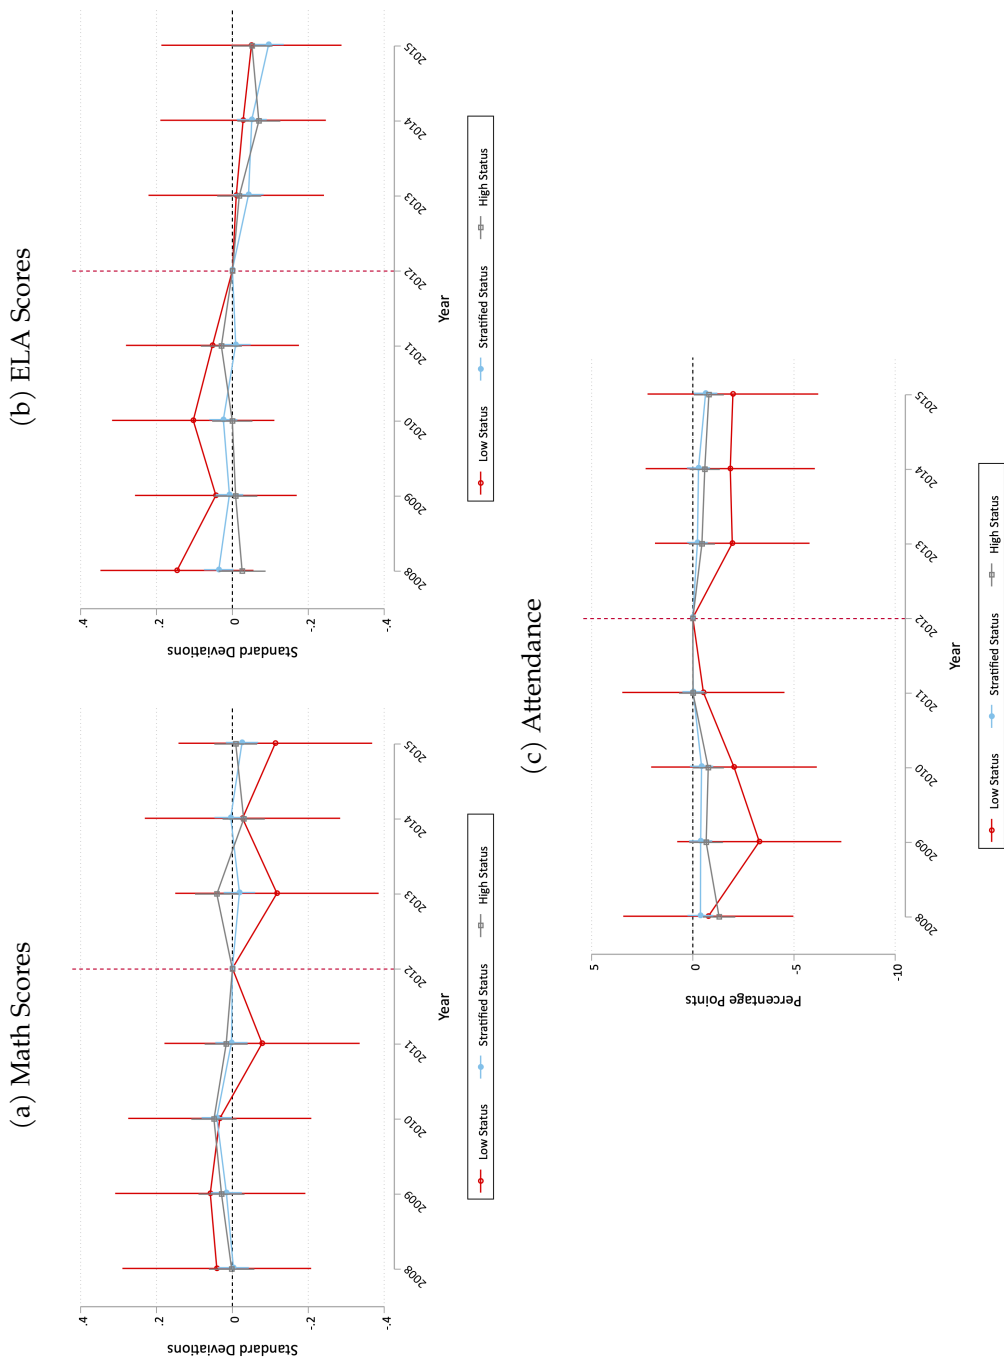 (a) Math Scores
Standard Deviations
.4
.2
0
-.2
-.4
2008
2009
2010
2011
2012
2013
2014
2015
Year
Low Status
Stratified Status
High Status
(b) ELA Scores
Standard Deviations
.4
.2
0
-.2
-.4
2008
2009
2010
2011
2012
2013
2014
2015
Year
Low Status
Stratified Status
High Status
(c) Attendance
Percentage Points
5
0
-5
-10
2008
2009
2010
2011
2012
2013
2014
2015
Year
Low Status
Stratified Status
High Status